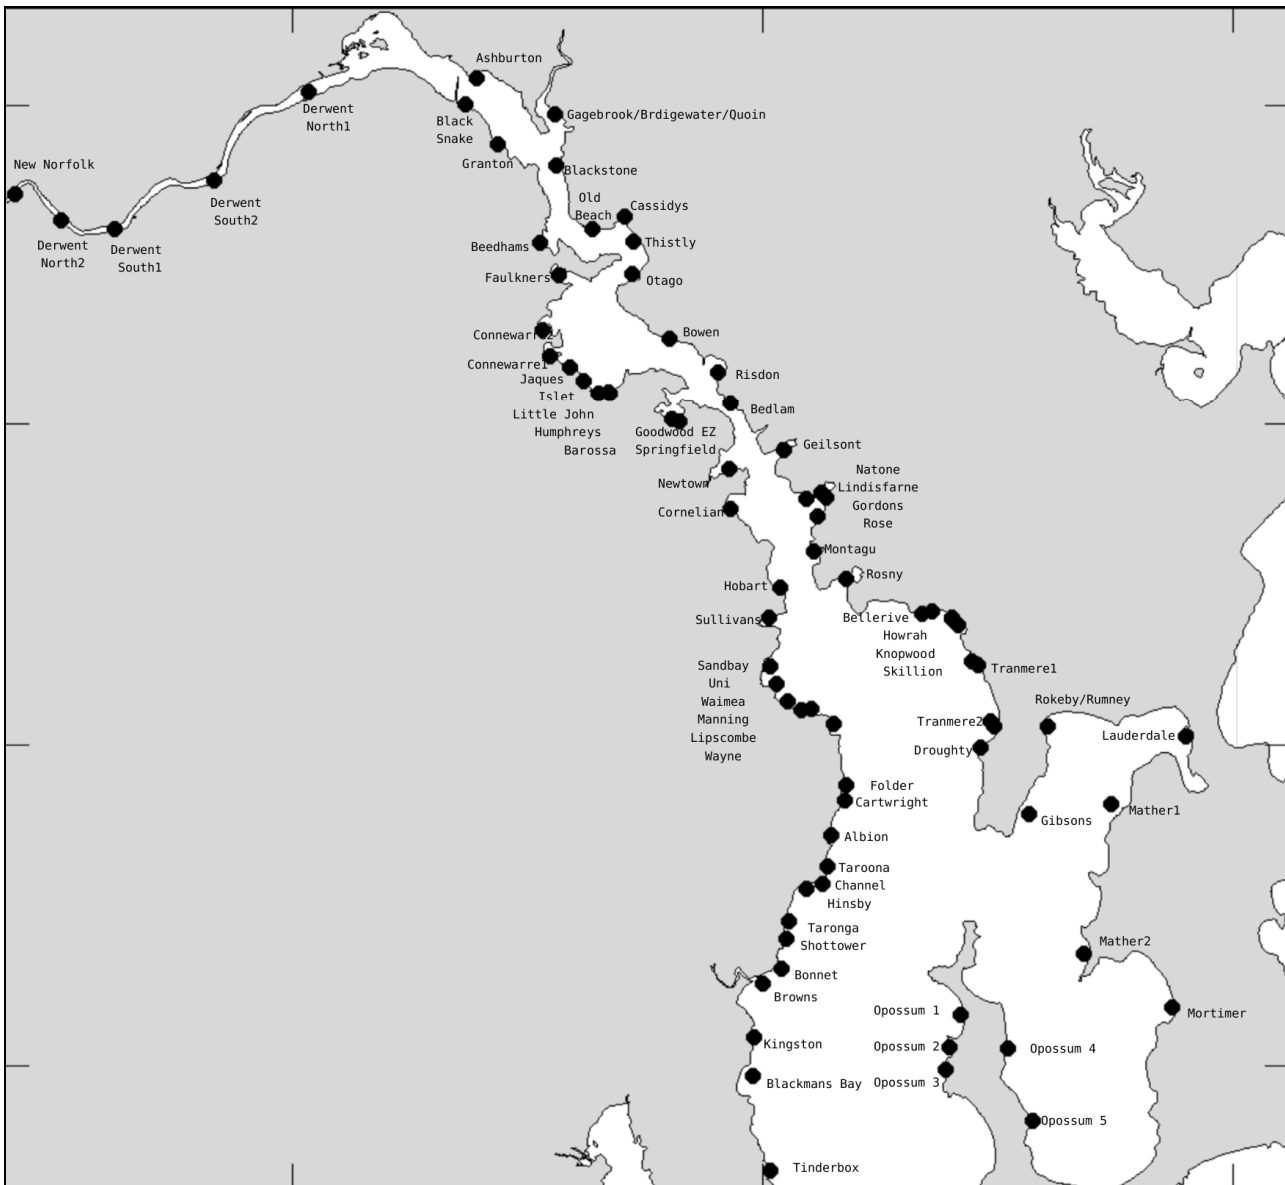 Ashburton
Derwent
North1
Black
Snake
Gagebrook/Brdigewater/Quoin
New Norfolk
Granton
Blackstone
Derwent
South2
Old
Beach
Cassidys
Derwent
North2
Derwent
South1
Beedhams
Thistly
Faulkners
Otago
Connewarre2
Bowen
Connewarre1
Jaques
Risdon
Islet
Little John
Humphreys
Barossa
Bedlam
Goodwood EZ
Springfield
Geilsont
Newtown
Natone
Lindisfarne
Gordons
Rose
Cornelian
Montagu
Hobart
Rosny
Sullivans
Bellerive
Howrah
Knopwood
Skillion
Sandbay
Uni
Waimea
Manning
Lipscombe
Wayne
Tranmere1
Rokeby/Rumney
Tranmere2
Lauderdale
Droughty
Folder
Cartwright
Mather1
Gibsons
Albion
Taroona
Channel
Hinsby
Taronga
Shottower
Mather2
Bonnet
Browns
Opossum 1
Mortimer
Kingston
Opossum 2
Opossum 4
Blackmans Bay
Opossum 3
Opossum 5
Tinderbox